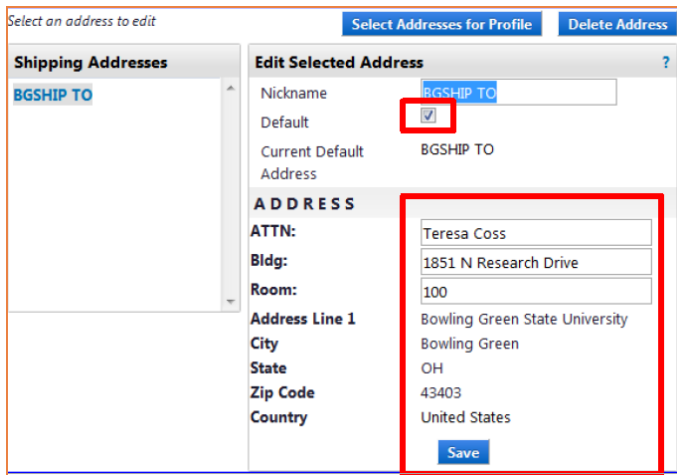 Select an address to edit
Select Addresses for Profile
Delete Address
Shipping Addresses
BGSHIP TO
Edit Selected Address ?
Nickname BGSHIP TO
Default
Current Default BGSHIP TO
Address
ADDRESS
ATTN: Teresa Coss
Bldg: 1851 N Research Drive
Room: 100
Address Line 1 Bowling Green State University
City Bowling Green
State OH
Zip Code 43403
Country United States
Save